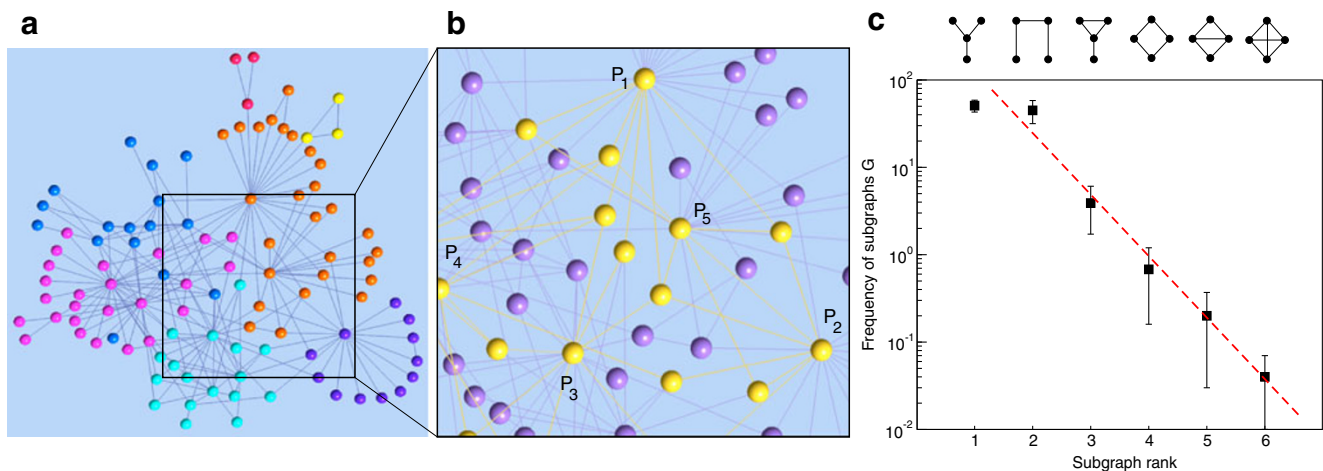 a
b
c
P1
P5
P4
P2
P3
Frequency of subgraphs G
10^2
10^1
10^0
10^-1
10^-2
1 2 3 4 5 6
Subgraph rank